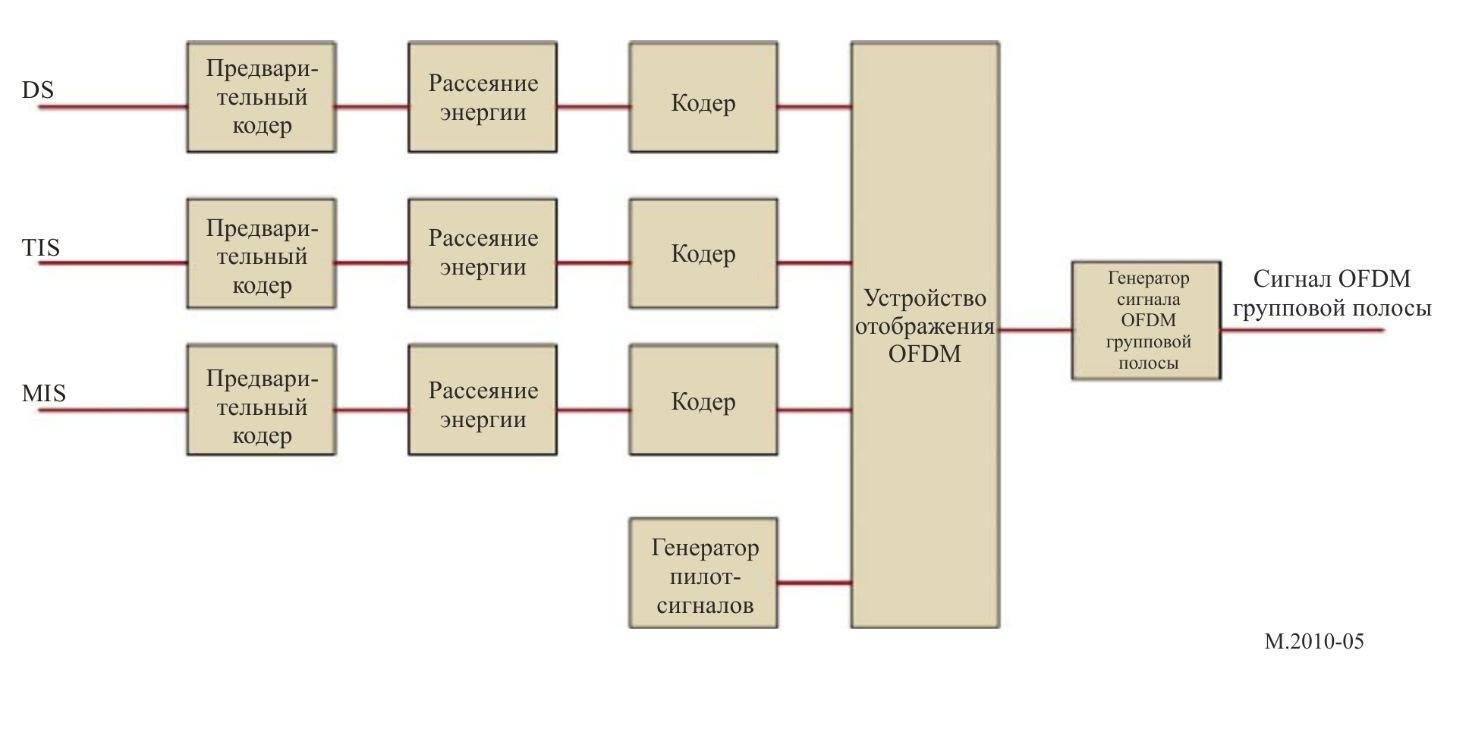 DS
Предвари-
тельный
кодер
Рассеяние
энергии
Кодер
TIS
Предвари-
тельный
кодер
Рассеяние
энергии
Кодер
MIS
Предвари-
тельный
кодер
Рассеяние
энергии
Кодер
Генератор
пилот-
сигналов
Устройство
отображения
OFDM
Генератор
сигнала
OFDM
групповой
полосы
Сигнал OFDM
групповой полосы
M.2010-05